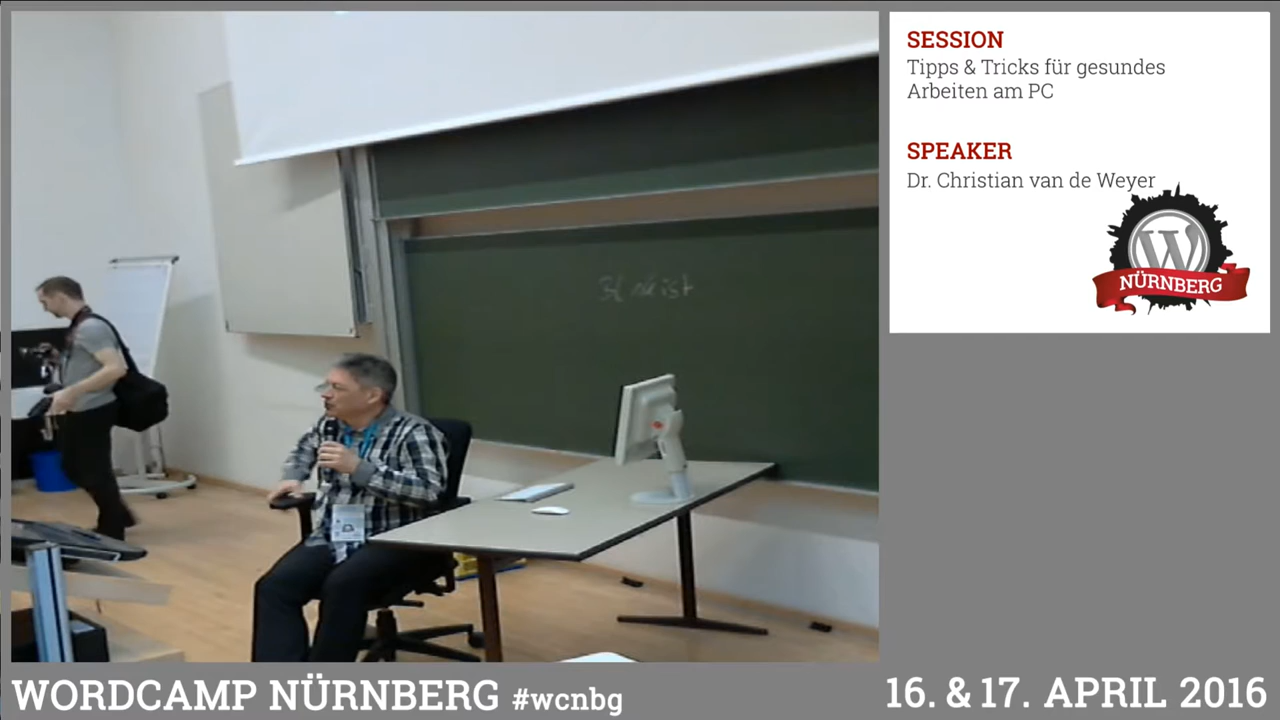 SESSION
Tipps & Tricks für gesundes
Arbeiten am PC
SPEAKER
Dr. Christian van de Weyer
NÜRNBERG
WORDCAMP NÜRNBERG #wcnbg
16. & 17. APRIL 2016